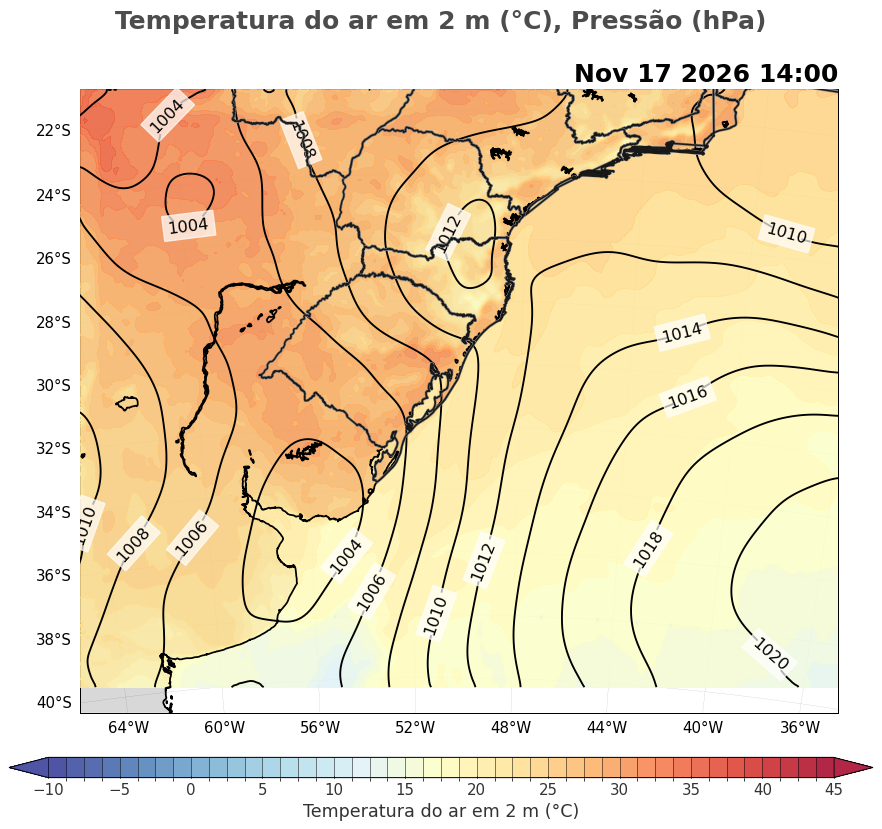 Temperatura do ar em 2 m (°C), Pressão (hPa)
Nov 17 2026 14:00
1004
1008
22°S
24°S
1004
1012
1010
26°S
28°S
1014
30°S
1016
32°S
34°S
1010
1008
1006
1004
1012
1018
36°S
1006
1010
38°S
1020
40°S
64°W 60°W 56°W 52°W 48°W 44°W 40°W 36°W
−10 −5 0 5 10 15 20 25 30 35 40 45
Temperatura do ar em 2 m (°C)